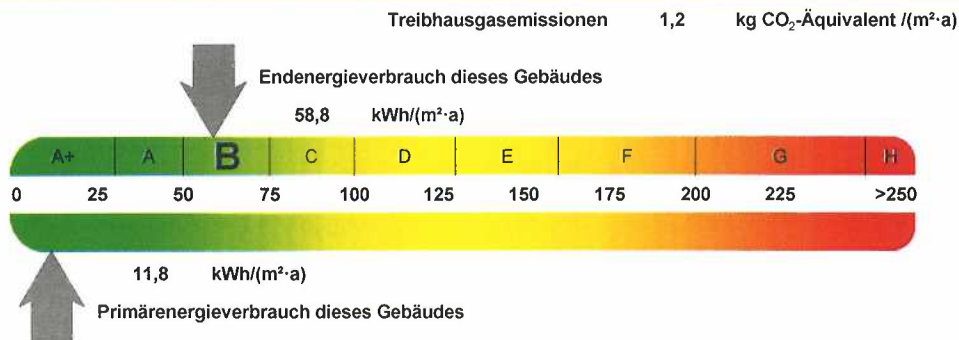 Treibhausgasemissionen 1,2 kg CO₂-Äquivalent /(m²·a)
Endenergieverbrauch dieses Gebäudes
58,8 kWh/(m²·a)
A+ A B C D E F G H
0 25 50 75 100 125 150 175 200 225 >250
11,8 kWh/(m²·a)
Primärenergieverbrauch dieses Gebäudes